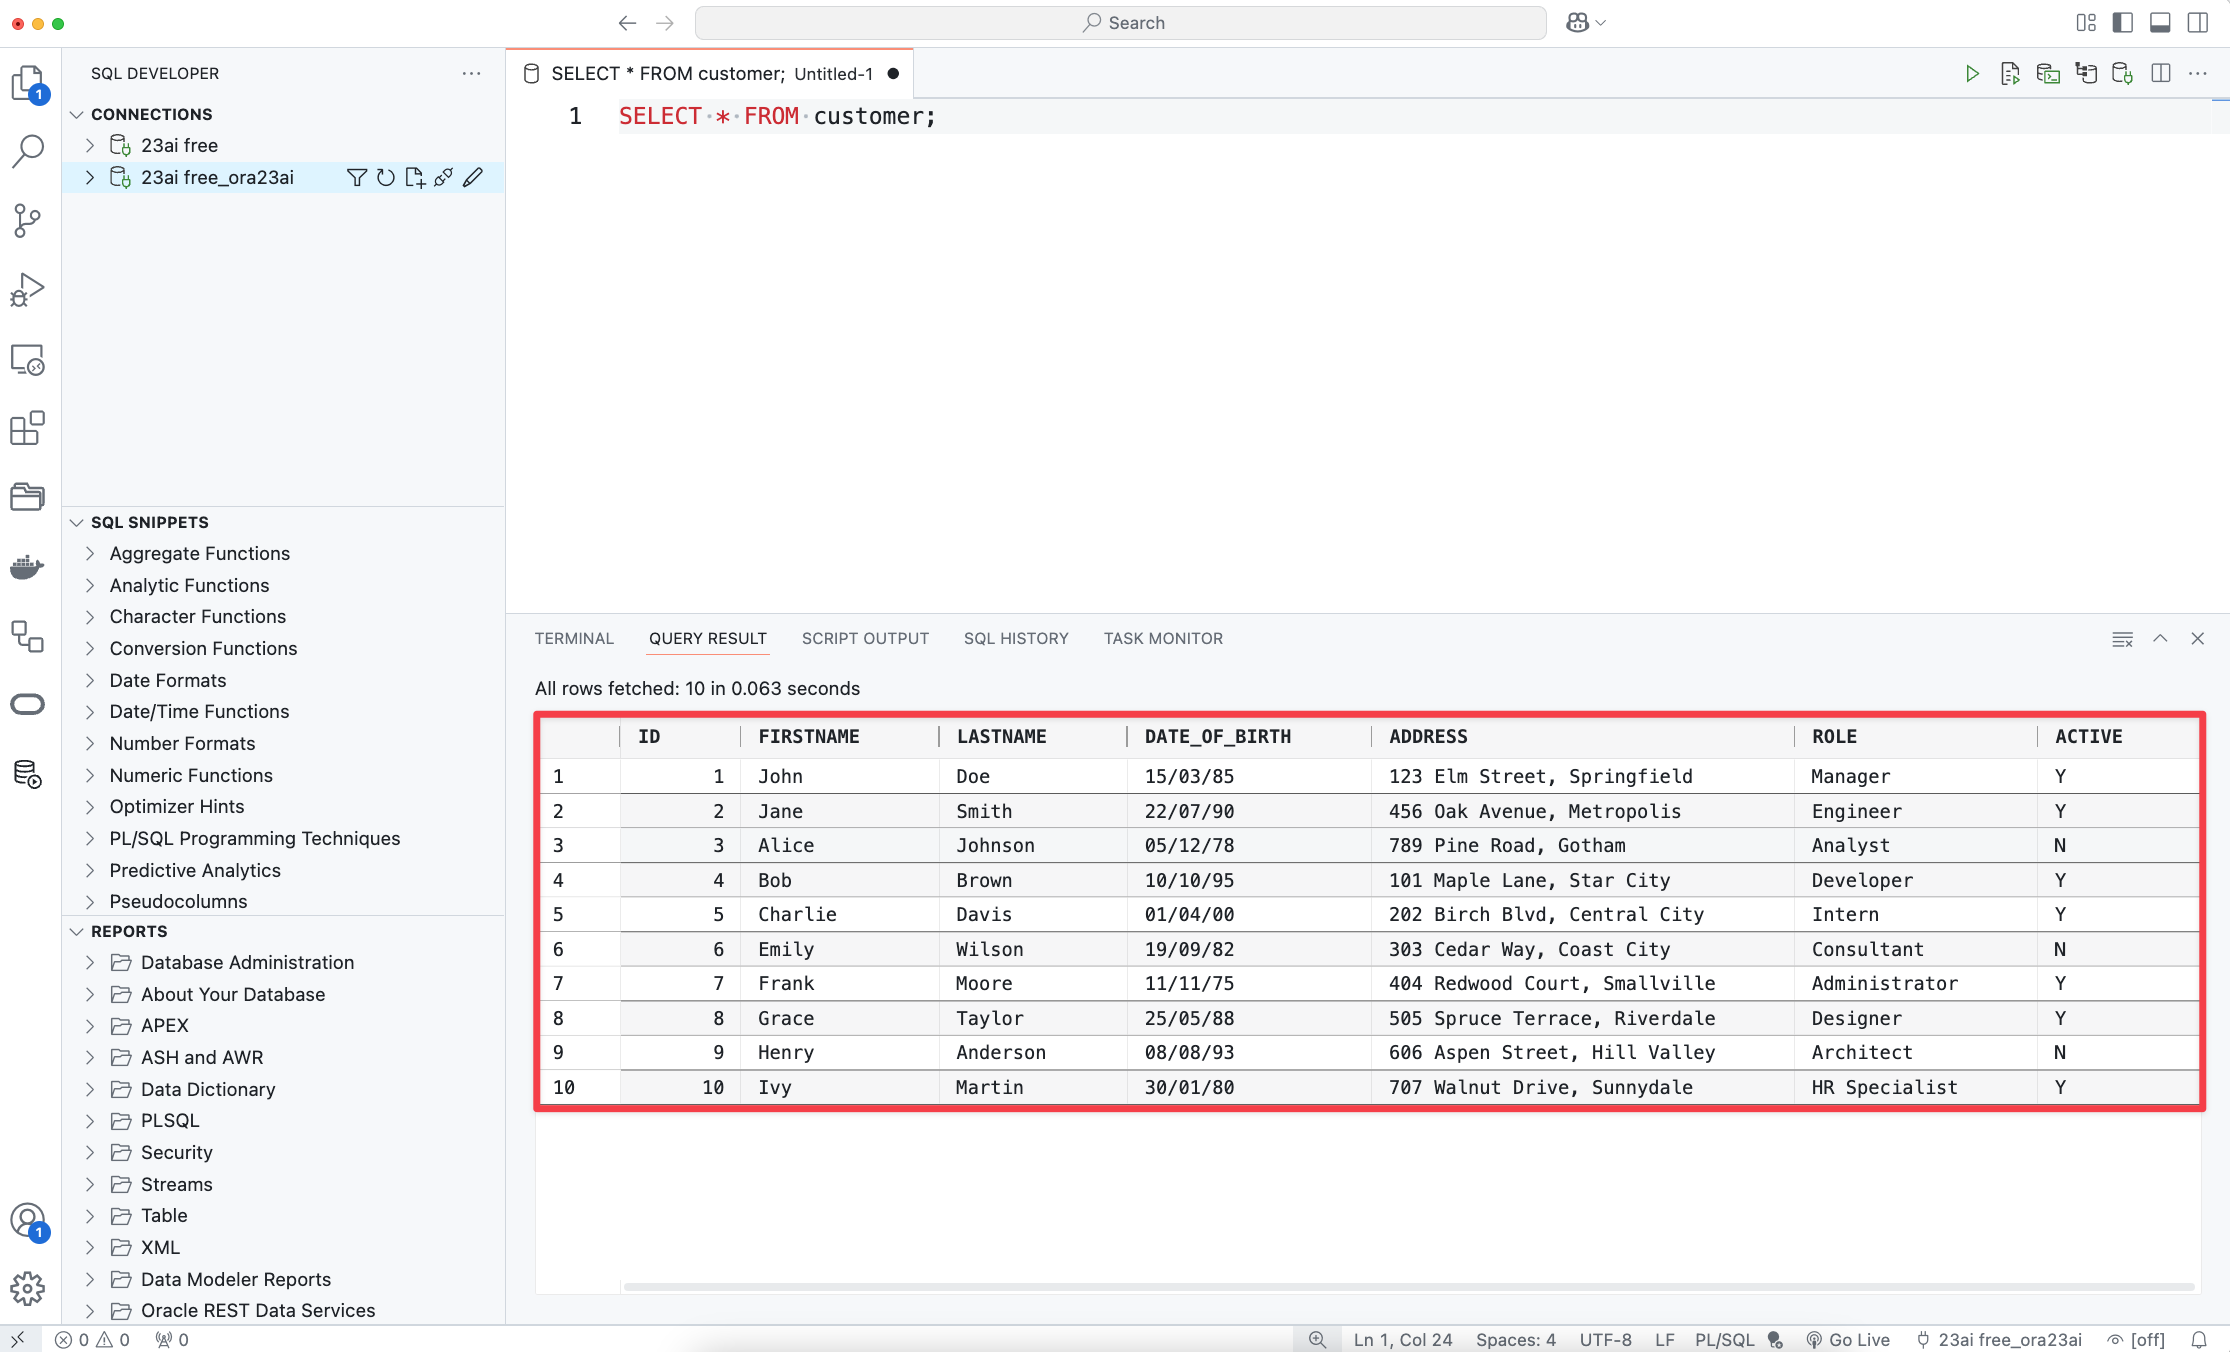 Search
SQL DEVELOPER
CONNECTIONS
23ai free
23ai free_ora23ai
SQL SNIPPETS
Aggregate Functions
Analytic Functions
Character Functions
Conversion Functions
Date Formats
Date/Time Functions
Number Formats
Numeric Functions
Optimizer Hints
PL/SQL Programming Techniques
Predictive Analytics
Pseudocolumns
REPORTS
Database Administration
About Your Database
APEX
ASH and AWR
Data Dictionary
PLSQL
Security
Streams
Table
XML
Data Modeler Reports
Oracle REST Data Services
1
1
SELECT * FROM customer; Untitled-1
1 SELECT * FROM customer;
TERMINAL QUERY RESULT SCRIPT OUTPUT SQL HISTORY TASK MONITOR
All rows fetched: 10 in 0.063 seconds
ID FIRSTNAME LASTNAME DATE_OF_BIRTH ADDRESS ROLE ACTIVE
1 1 John Doe 15/03/85 123 Elm Street, Springfield Manager Y
2 2 Jane Smith 22/07/90 456 Oak Avenue, Metropolis Engineer Y
3 3 Alice Johnson 05/12/78 789 Pine Road, Gotham Analyst N
4 4 Bob Brown 10/10/95 101 Maple Lane, Star City Developer Y
5 5 Charlie Davis 01/04/00 202 Birch Blvd, Central City Intern Y
6 6 Emily Wilson 19/09/82 303 Cedar Way, Coast City Consultant N
7 7 Frank Moore 11/11/75 404 Redwood Court, Smallville Administrator Y
8 8 Grace Taylor 25/05/88 505 Spruce Terrace, Riverdale Designer Y
9 9 Henry Anderson 08/08/93 606 Aspen Street, Hill Valley Architect N
10 10 Ivy Martin 30/01/80 707 Walnut Drive, Sunnydale HR Specialist Y
0 0 0 Ln 1, Col 24 Spaces: 4 UTF-8 LF PL/SQL Go Live 23ai free_ora23ai [off]